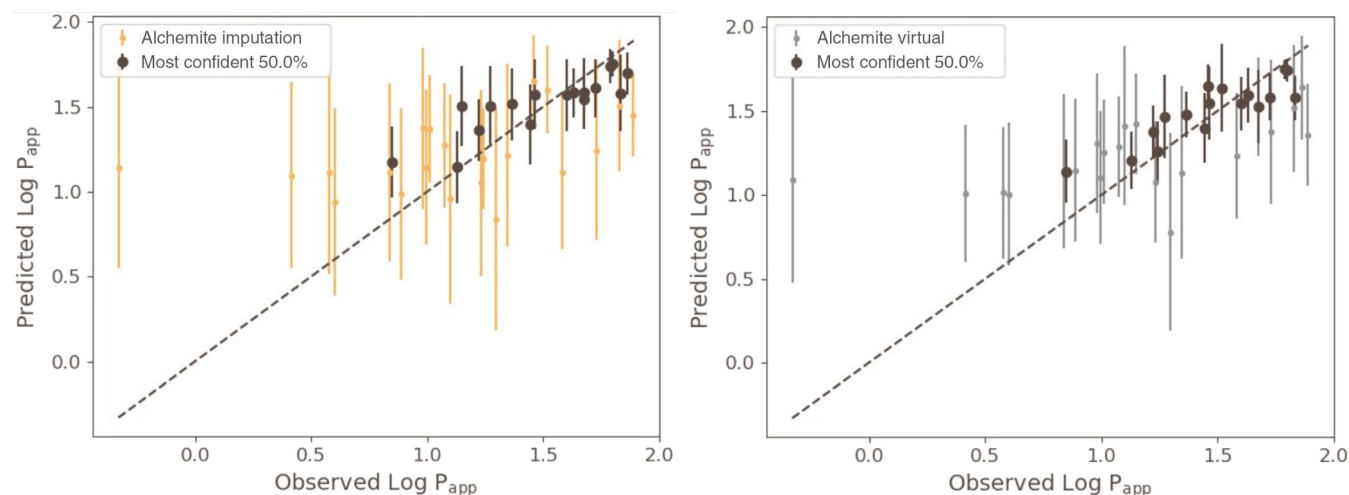 2.0
1.5
1.0
0.5
0.0
Predicted Log Papp
Alchemite imputation
Most confident 50.0%
0.0 0.5 1.0 1.5 2.0
Observed Log Papp
2.0
1.5
1.0
0.5
0.0
Predicted Log Papp
Alchemite virtual
Most confident 50.0%
0.0 0.5 1.0 1.5 2.0
Observed Log Papp